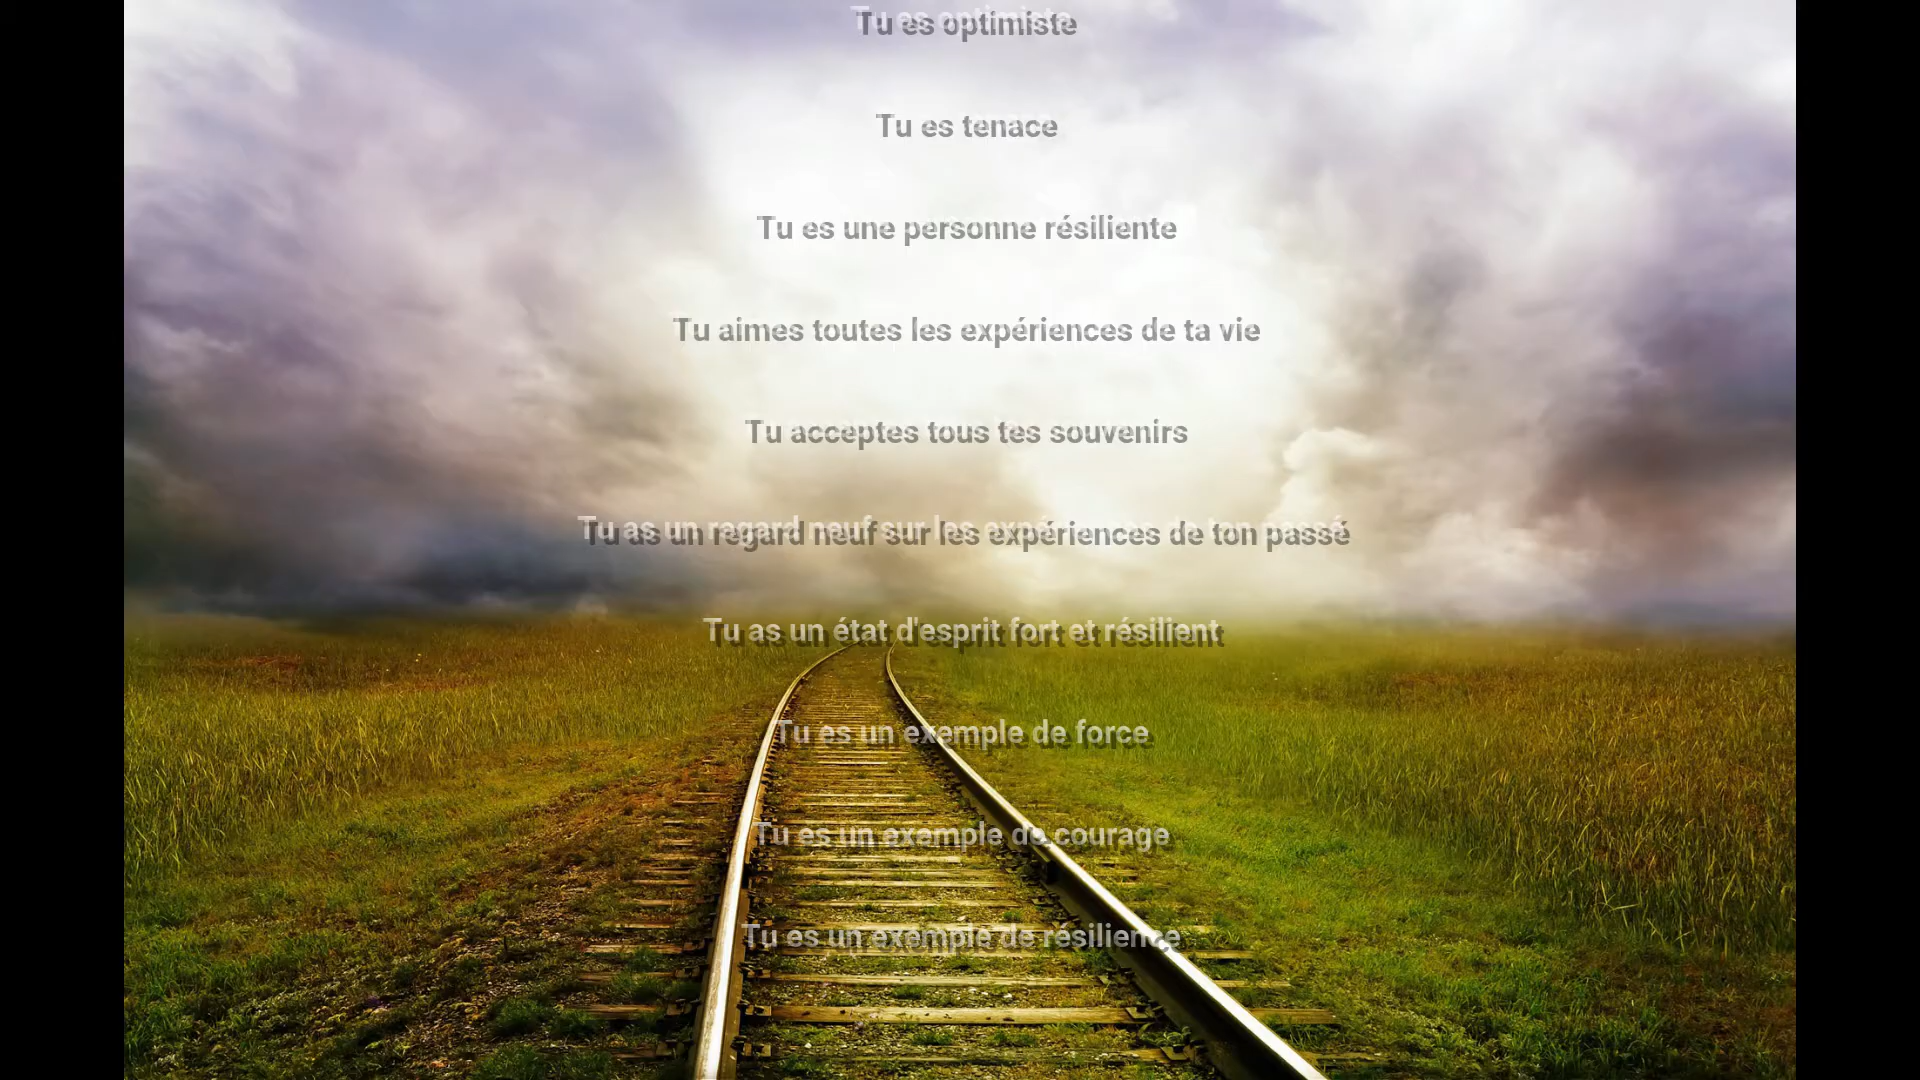 Tu es optimiste
Tu es tenace
Tu es une personne résiliente
Tu aimes toutes les expériences de ta vie
Tu acceptes tous tes souvenirs
Tu as un regard neuf sur les expériences de ton passé
Tu as un état d'esprit fort et résilient
Tu es un exemple de force
Tu es un exemple de courage
Tu es un exemple de résilience